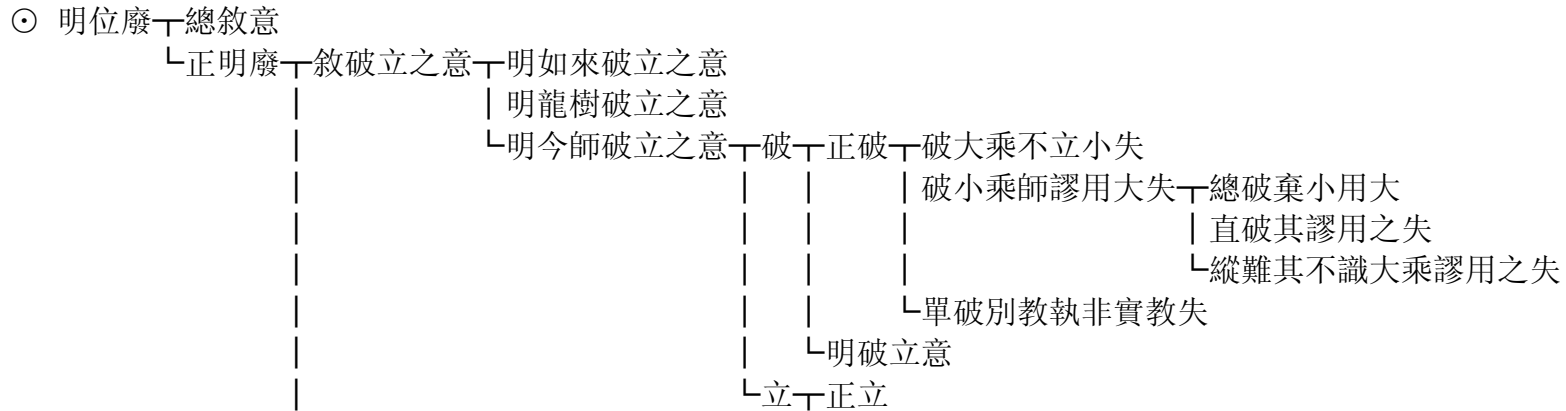 ⊙ 明位廢┬總敘意
└正明廢┬敘破立之意┬明如來破立之意
│ │明龍樹破立之意
│ └明今師破立之意┬破┬正破┬破大乘不立小失
│ │ │ │破小乘師謬用大失┬總破棄小用大
│ │ │ │ │直破其謬用之失
│ │ │ │ └縱難其不識大乘謬用之失
│ │ │ └單破別教執非實教失
│ │ └明破立意
│ └立┬正立